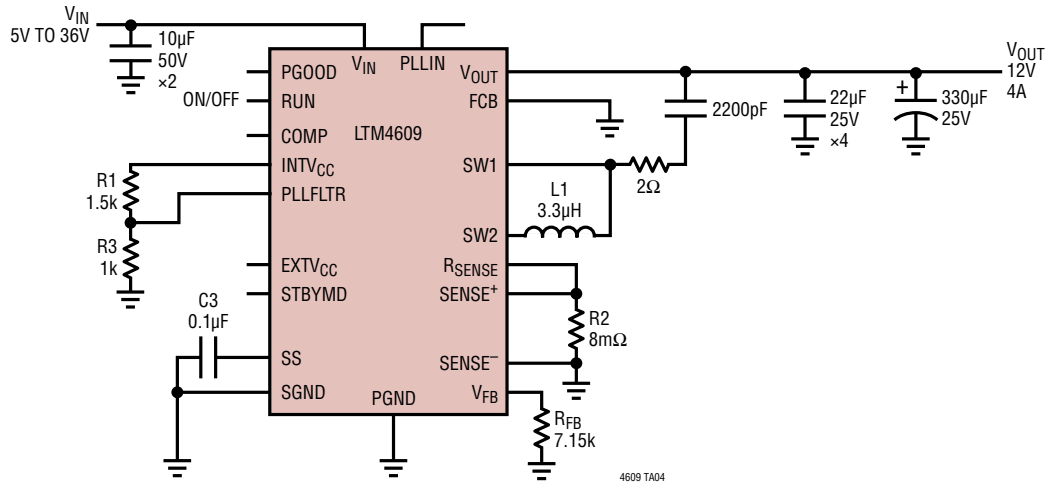 VIN
5V TO 36V
10µF
50V
×2
VIN
PLLIN
PGOOD
VOUT
VOUT
12V
4A
ON/OFF
RUN
FCB
2200pF
22µF
25V
×4
+
330µF
25V
COMP
LTM4609
INTVCC
SW1
2Ω
R1
1.5k
PLLFLTR
L1
3.3µH
R3
1k
SW2
EXTVCC
RSENSE
STBYMD
SENSE+
C3
0.1µF
R2
8mΩ
SS
SENSE–
SGND
PGND
VFB
RFB
7.15k
4609 TA04